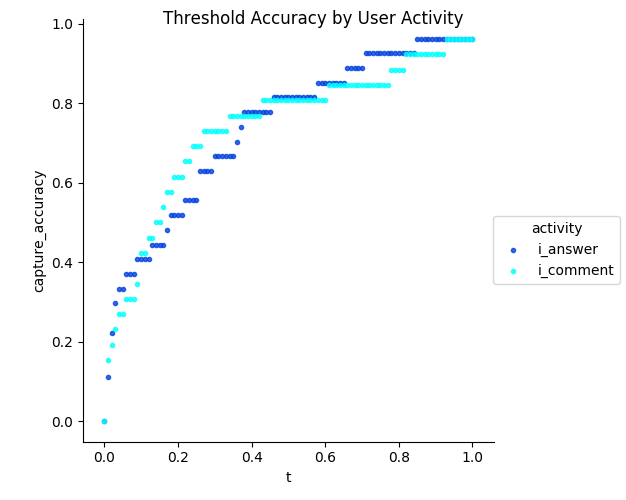 Threshold Accuracy by User Activity
capture_accuracy
1.0
0.8
0.6
0.4
0.2
0.0
0.0 0.2 0.4 0.6 0.8 1.0
t
activity
i_answer
i_comment